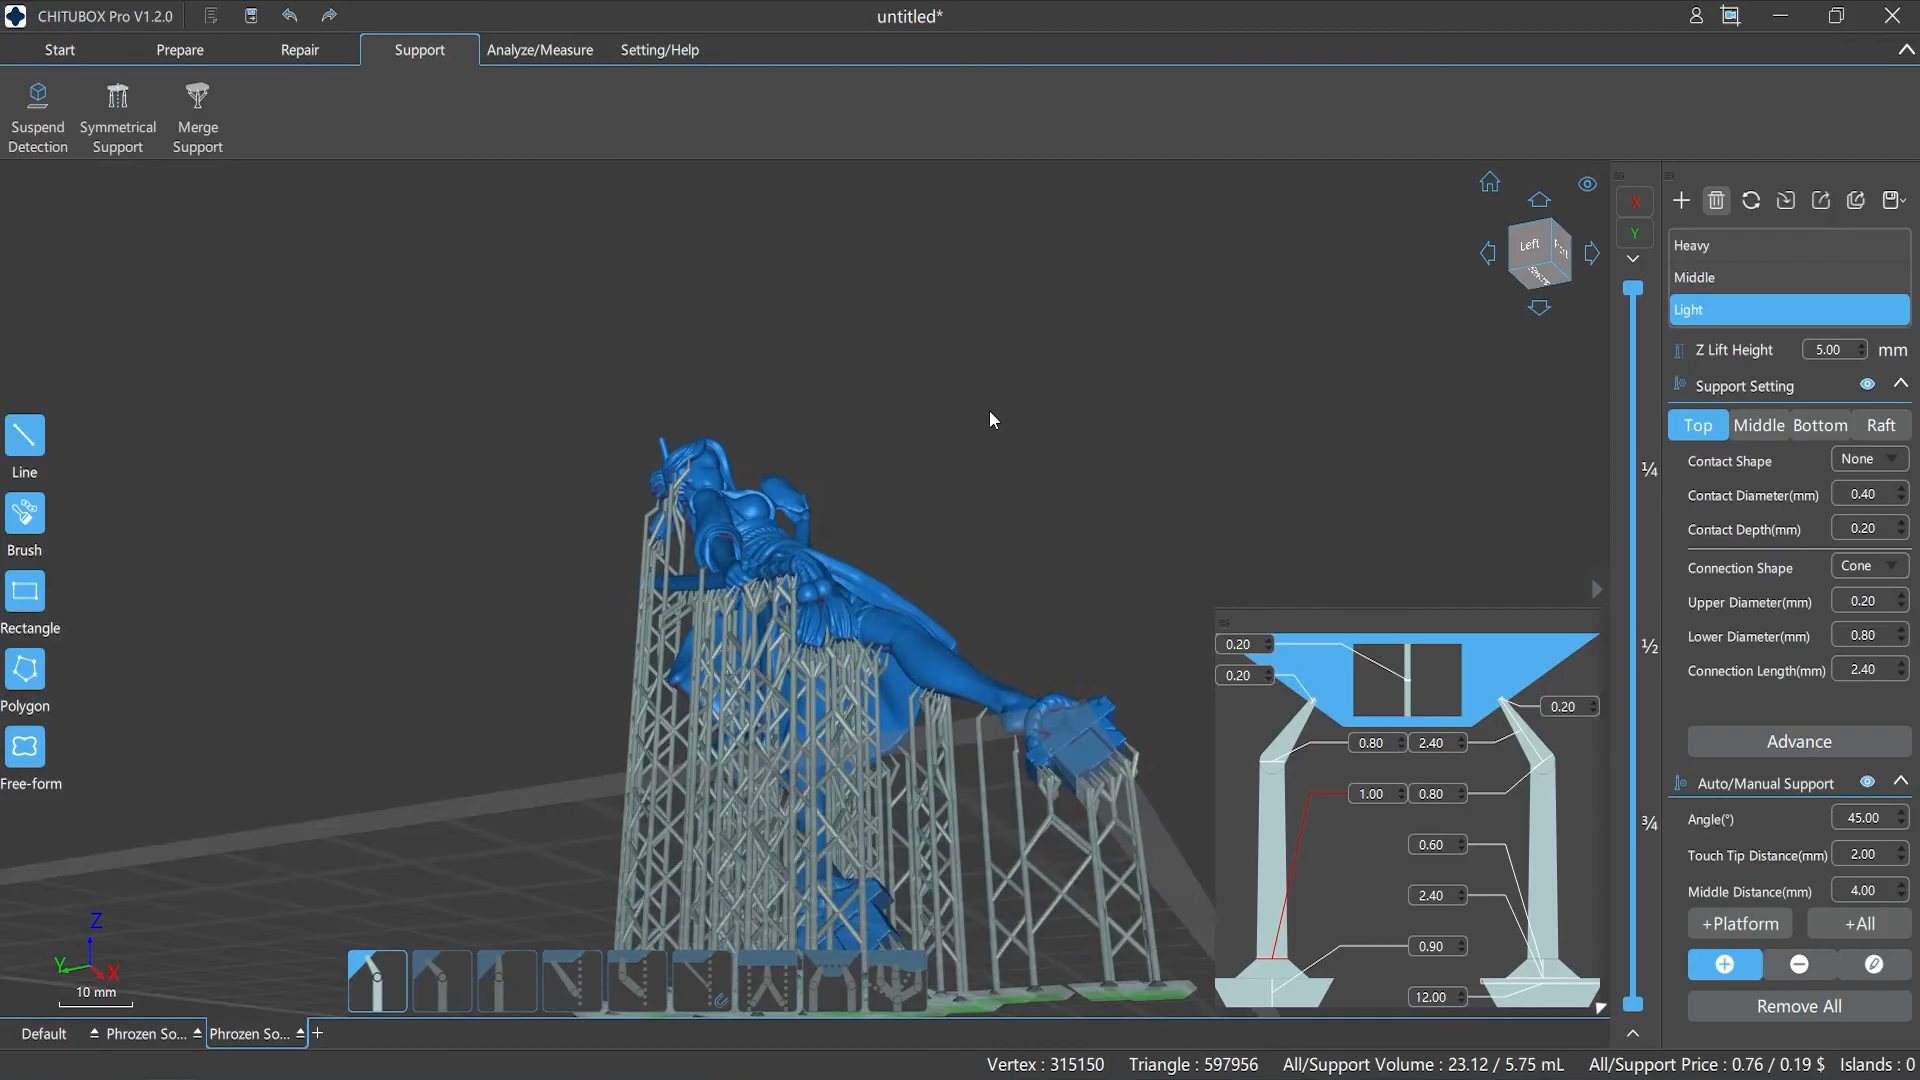 CHITUBOX Pro V1.2.0
untitled*
Start
Prepare
Repair
Support
Analyze/Measure
Setting/Help
Suspend
Detection
Symmetrical
Support
Merge
Support
Left
X
Y
Heavy
Middle
Light
Z Lift Height 5.00 mm
Support Setting
Top Middle Bottom Raft
Contact Shape None
Contact Diameter(mm) 0.40
Contact Depth(mm) 0.20
Connection Shape Cone
Upper Diameter(mm) 0.20
Lower Diameter(mm) 0.80
Connection Length(mm) 2.40
Advance
Auto/Manual Support
Angle(°) 45.00
Touch Tip Distance(mm) 2.00
Middle Distance(mm) 4.00
+Platform +All
Remove All
Line
Brush
Rectangle
Polygon
Free-form
1/4
1/2
3/4
0.20
0.20
0.20
0.80 2.40
1.00 0.80
0.60
2.40
0.90
12.00
Z
Y
X
10 mm
Default
Phrozen So...
Phrozen So...
+
Vertex : 315150 Triangle : 597956 All/Support Volume : 23.12 / 5.75 mL All/Support Price : 0.76 / 0.19 $ Islands : 0